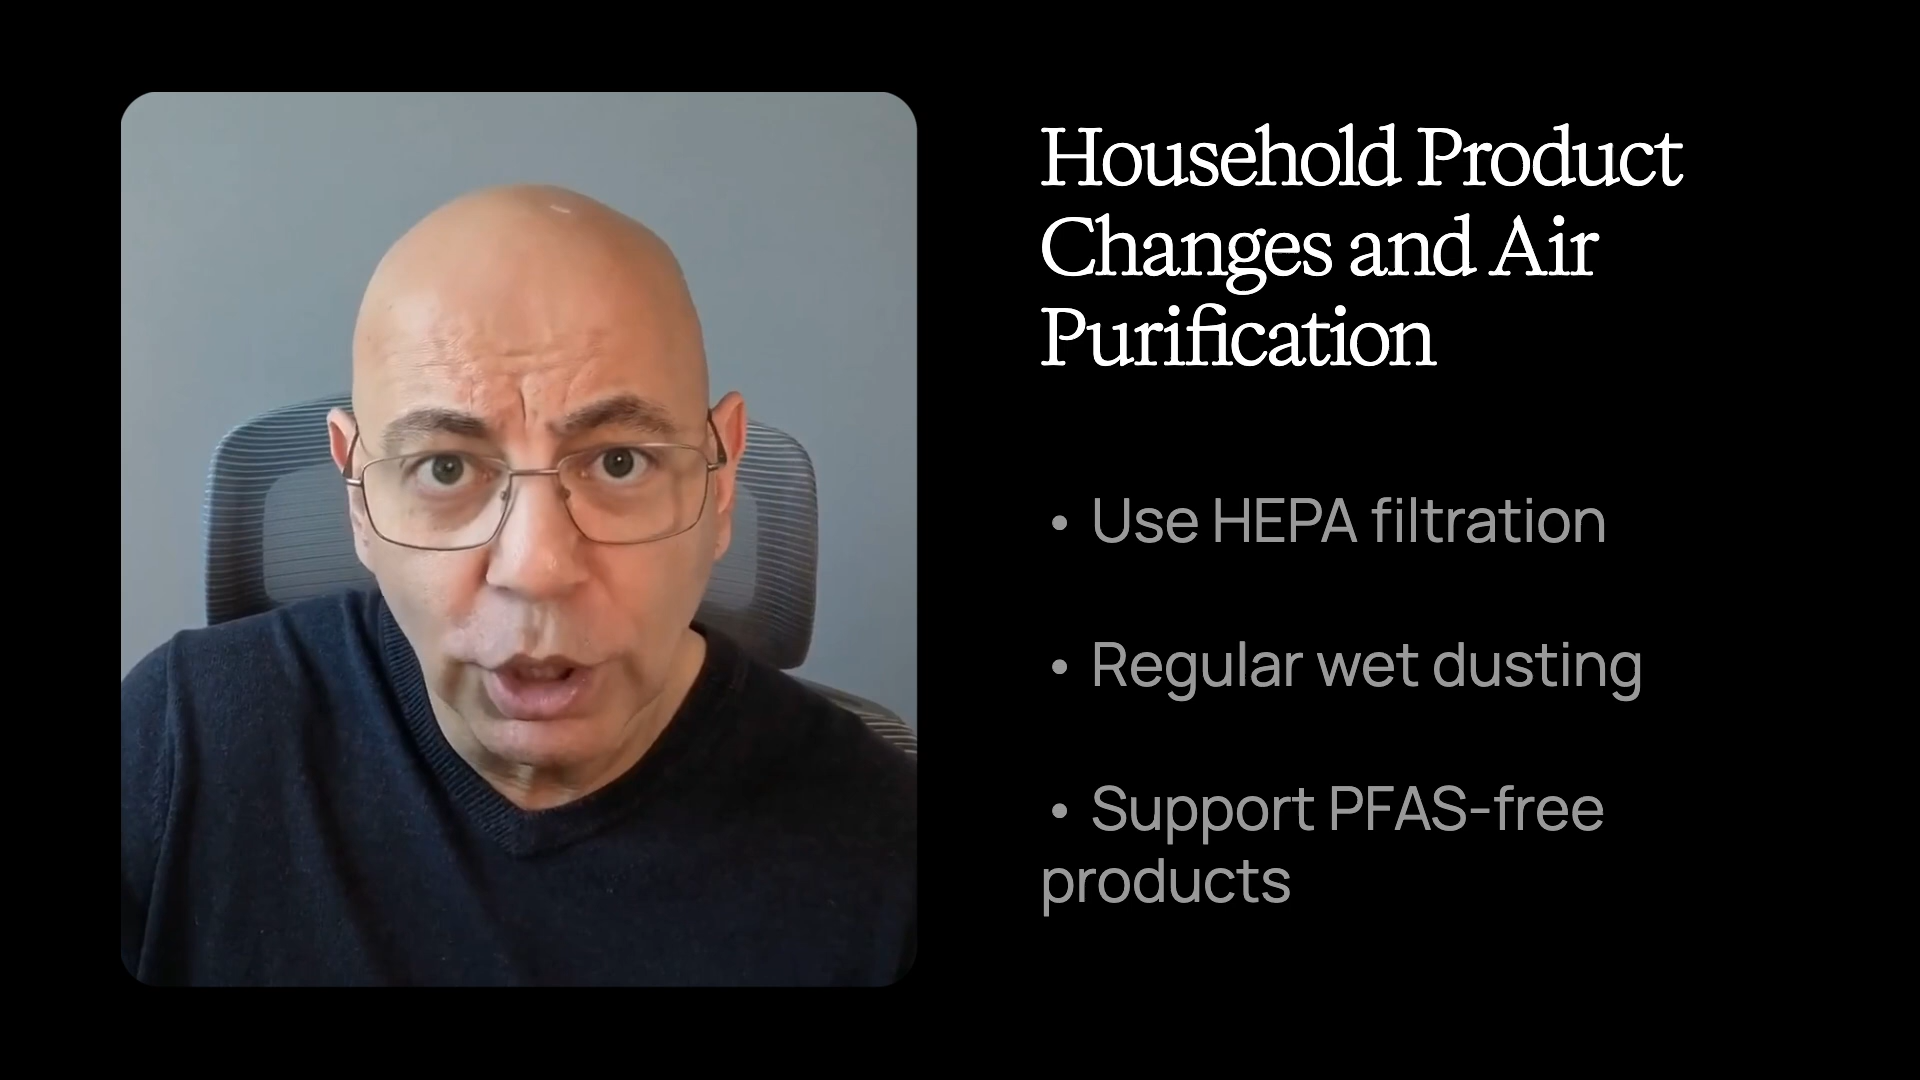 Household Product
Changes and Air
Purification
• Use HEPA filtration
• Regular wet dusting
• Support PFAS-free
products